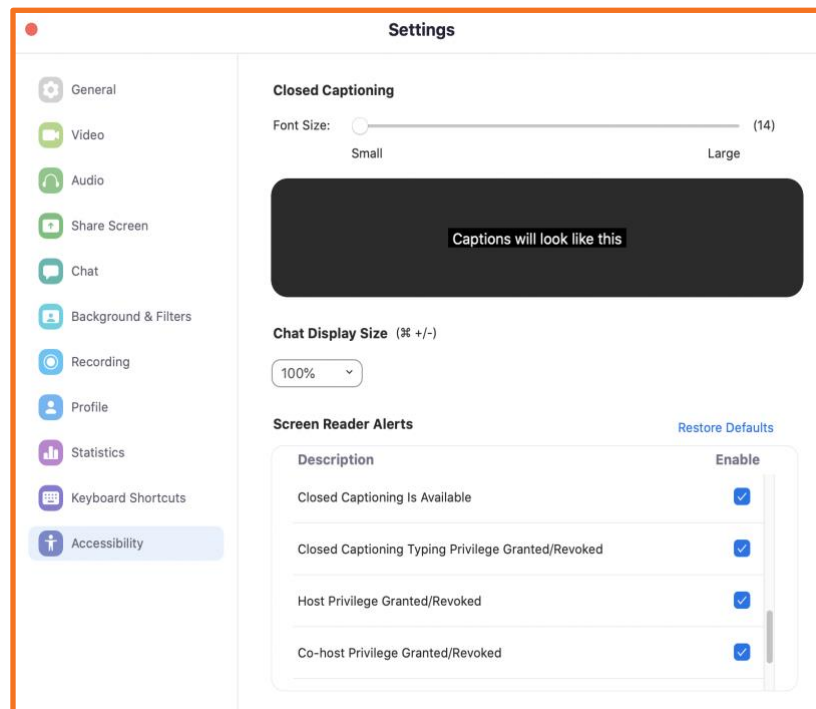 Settings
General
Video
Audio
Share Screen
Chat
Background & Filters
Recording
Profile
Statistics
Keyboard Shortcuts
Accessibility
Closed Captioning
Font Size: (14)
Small Large
Captions will look like this
Chat Display Size (⌘ +/-)
100%
Screen Reader Alerts Restore Defaults
Description Enable
Closed Captioning Is Available
Closed Captioning Typing Privilege Granted/Revoked
Host Privilege Granted/Revoked
Co-host Privilege Granted/Revoked